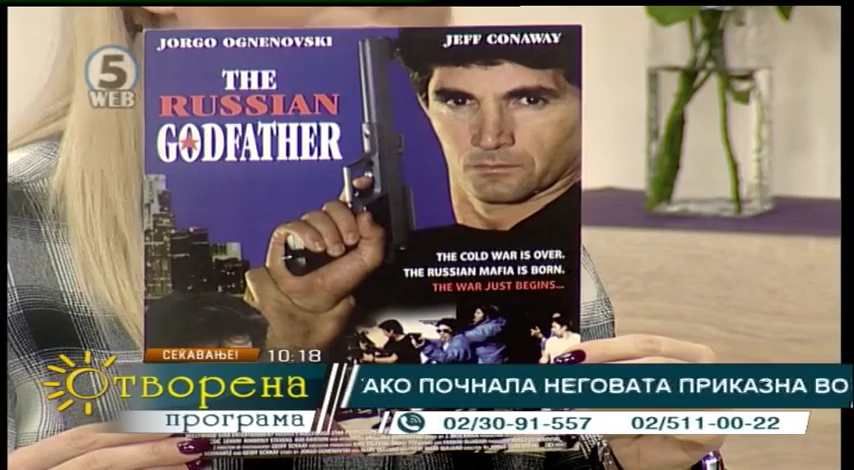 5
WEB
JORGO OGNENOVSKI
JEFF CONAWAY
THE
RUSSIAN
GODFATHER
THE COLD WAR IS OVER.
THE RUSSIAN MAFIA IS BORN.
THE WAR JUST BEGINS...
СЕЌАВАЊЕ!
10:18
Отворена
програма
ТАКО ПОЧНАЛА НЕГОВАТА ПРИКАЗНА ВО
02/30-91-557 02/511-00-22